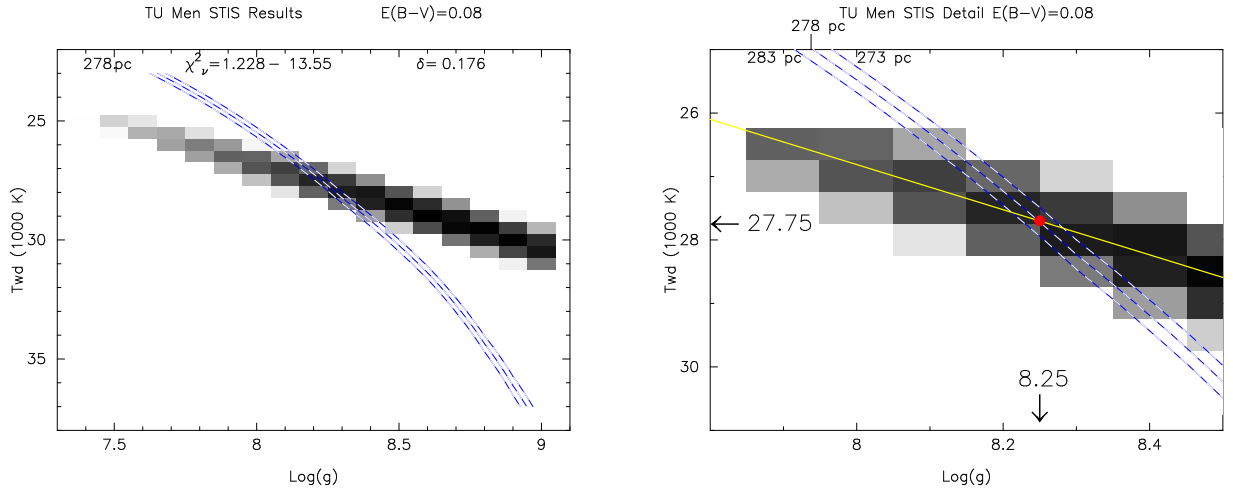 TU Men STIS Results E(B−V)=0.08
278pc χ²ᵥ=1.228− 13.55 δ= 0.176
25
30
35
Twd (1000 K)
7.5 8 8.5 9
Log(g)
TU Men STIS Detail E(B−V)=0.08
278 pc
283 pc 273 pc
26
27.75
28
30
Twd (1000 K)
8.25
8 8.2 8.4
Log(g)